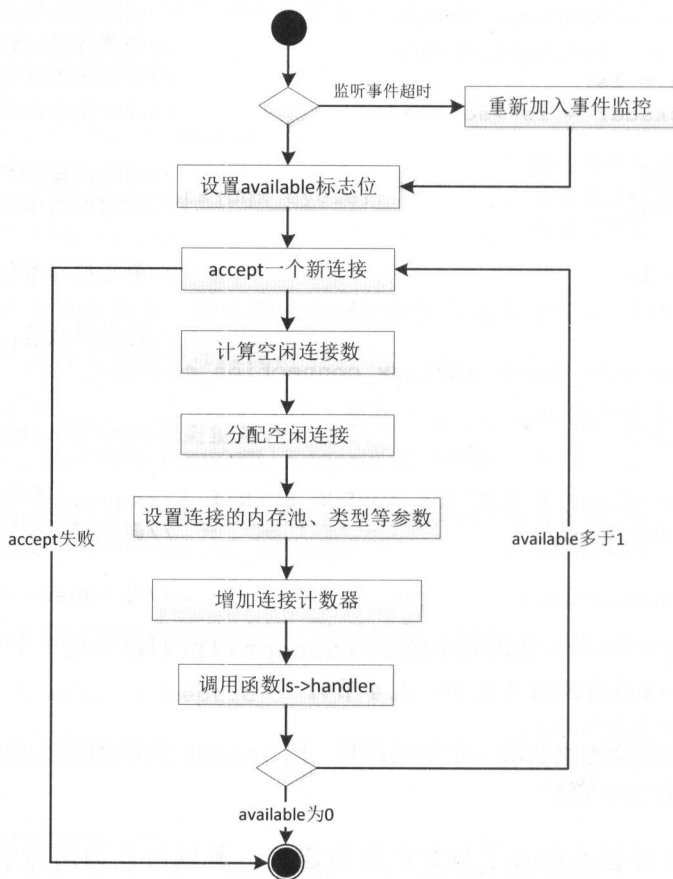 监听事件超时
重新加入事件监控
设置available标志位
accept一个新连接
计算空闲连接数
分配空闲连接
设置连接的内存池、类型等参数
accept失败
available多于1
增加连接计数器
调用函数ls->handler
available为0